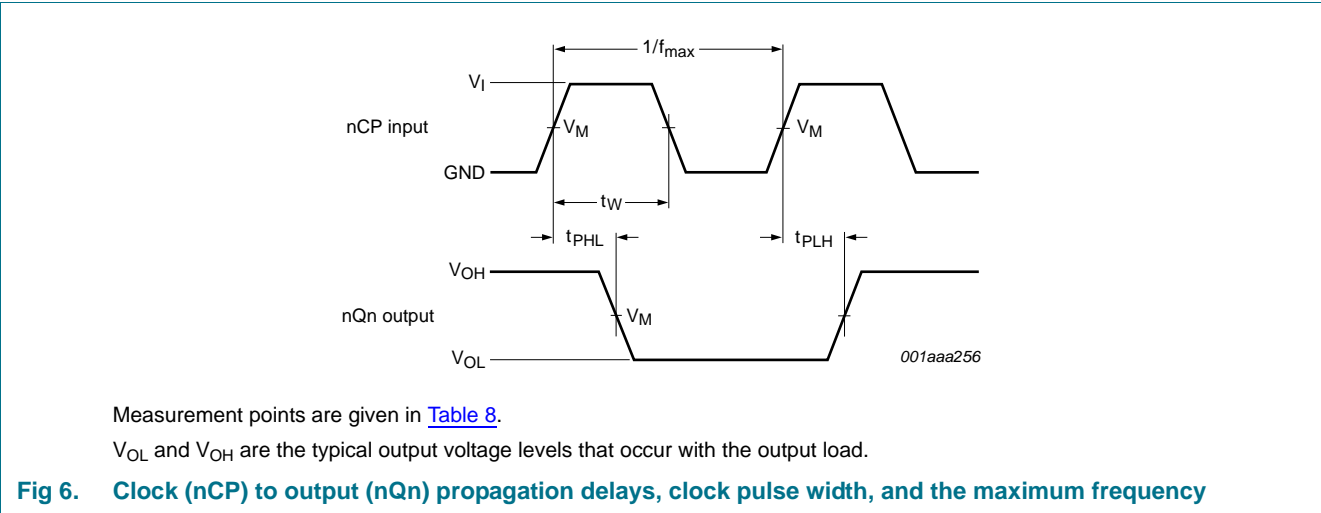 1/fmax
VI
nCP input
VM
VM
GND
tW
tPHL
tPLH
VOH
nQn output
VM
VOL
001aaa256
Measurement points are given in Table 8.
VOL and VOH are the typical output voltage levels that occur with the output load.
Fig 6. Clock (nCP) to output (nQn) propagation delays, clock pulse width, and the maximum frequency